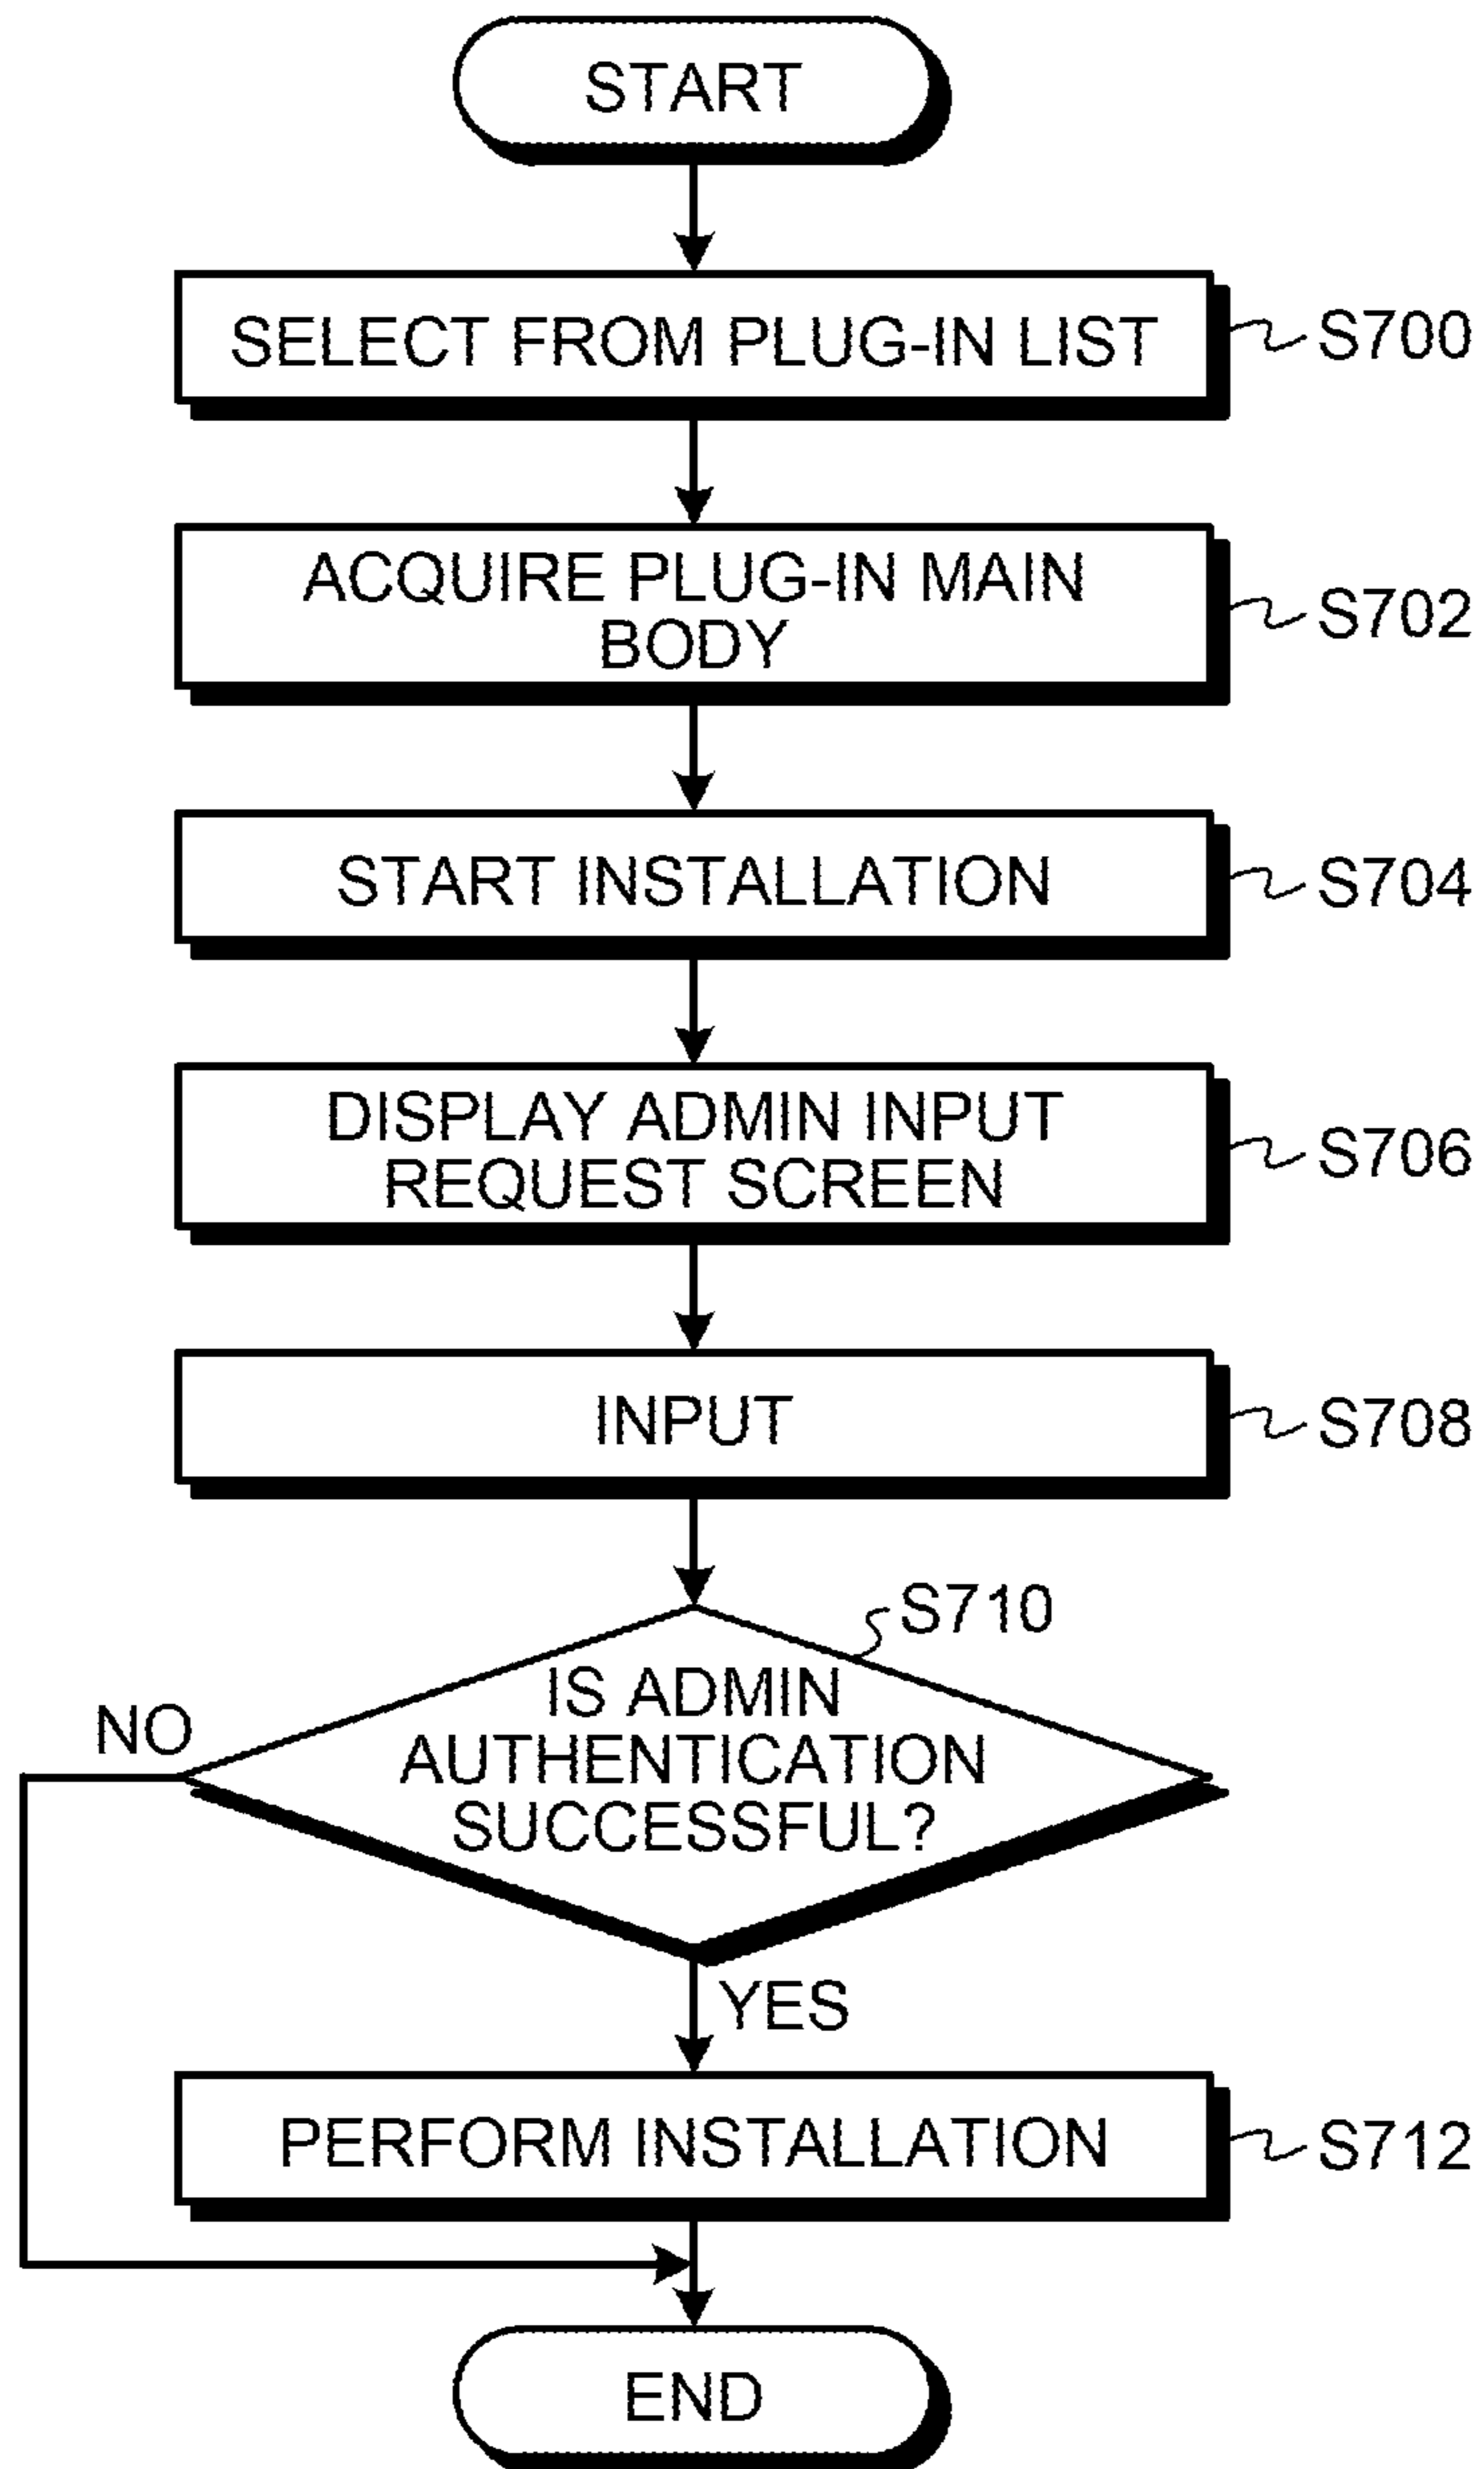 START
SELECT FROM PLUG-IN LIST
S700
ACQUIRE PLUG-IN MAIN
BODY
S702
START INSTALLATION
S704
DISPLAY ADMIN INPUT
REQUEST SCREEN
S706
INPUT
S708
S710
IS ADMIN
AUTHENTICATION
SUCCESSFUL?
NO
YES
PERFORM INSTALLATION
S712
END